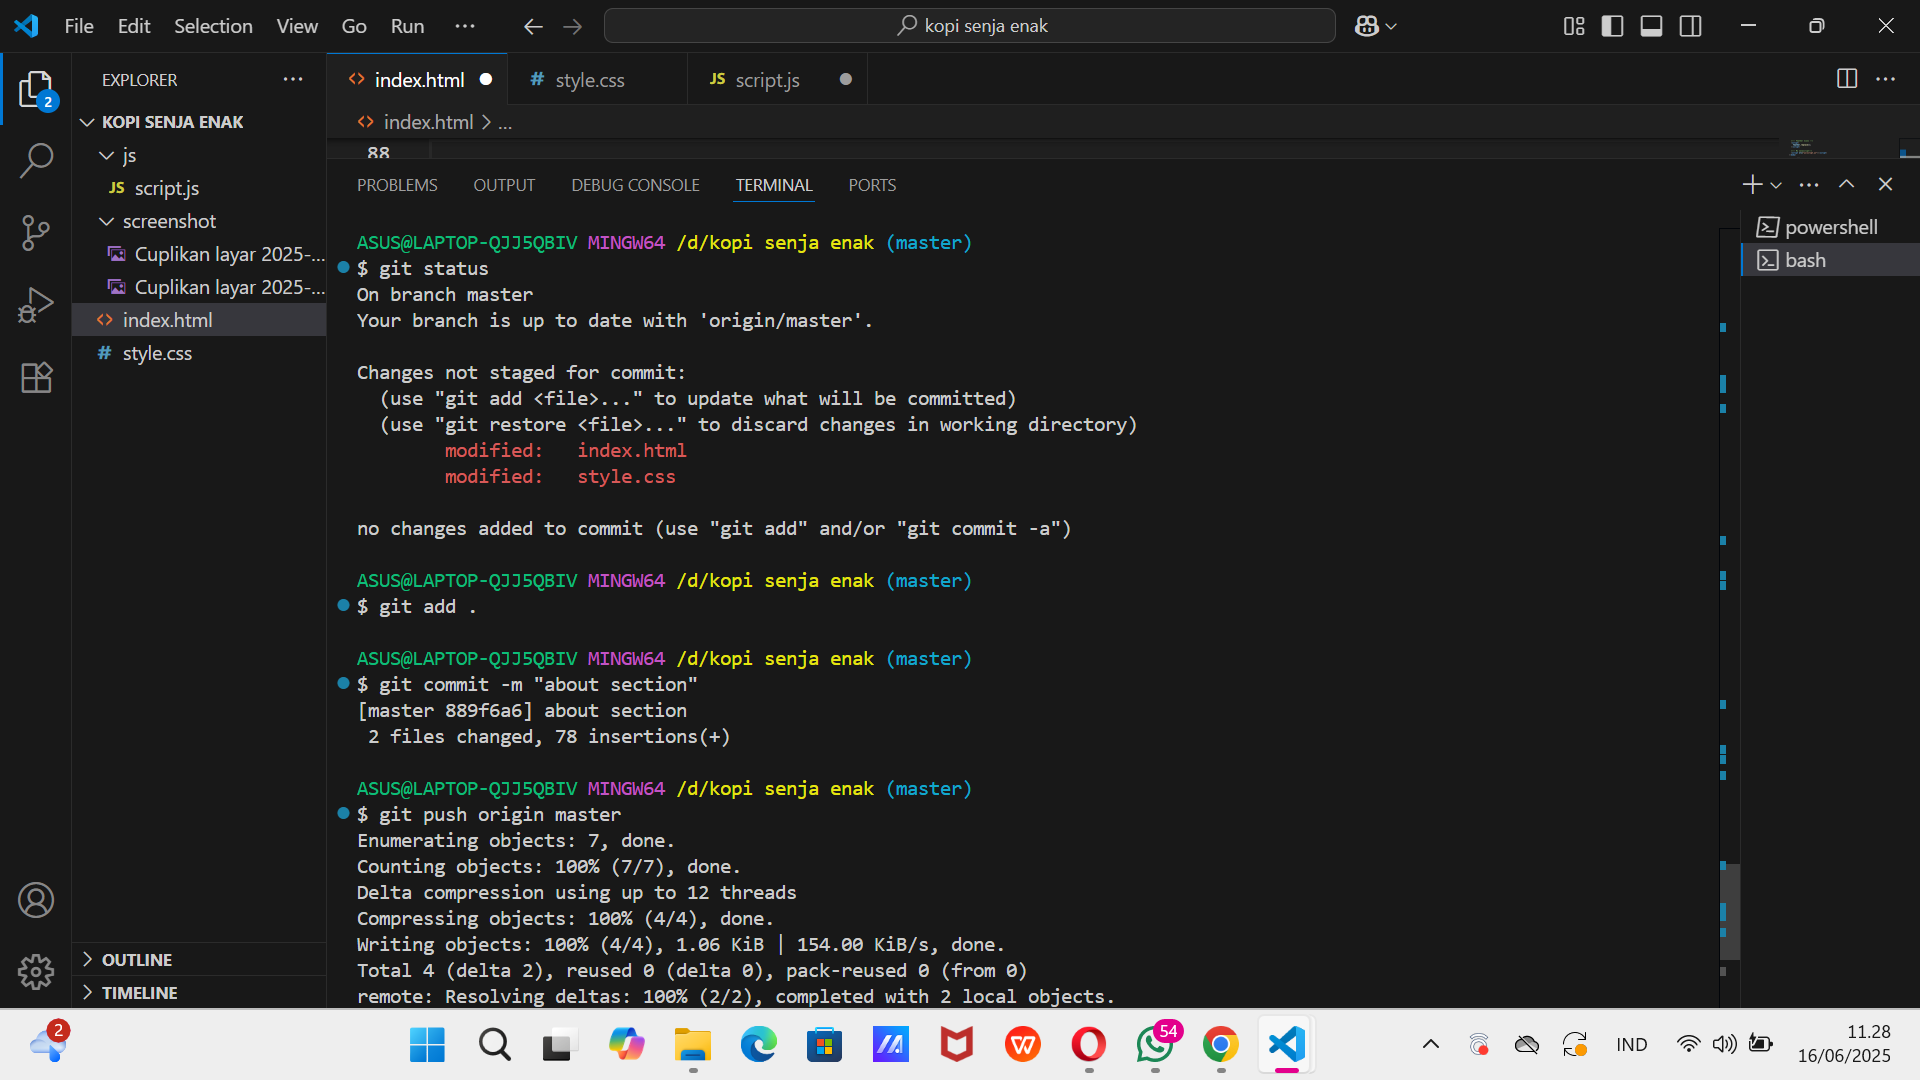 File Edit Selection View Go Run ...
kopi senja enak
EXPLORER
2
KOPI SENJA ENAK
js
JS script.js
screenshot
Cuplikan layar 2025-...
Cuplikan layar 2025-...
<> index.html
# style.css
OUTLINE
TIMELINE
<> index.html
# style.css
JS script.js
<> index.html > ...
88
PROBLEMS OUTPUT DEBUG CONSOLE TERMINAL PORTS
powershell
bash
ASUS@LAPTOP-QJJ5QBIV MINGW64 /d/kopi senja enak (master)
$ git status
On branch master
Your branch is up to date with 'origin/master'.
Changes not staged for commit:
(use "git add <file>..." to update what will be committed)
(use "git restore <file>..." to discard changes in working directory)
modified: index.html
modified: style.css
no changes added to commit (use "git add" and/or "git commit -a")
ASUS@LAPTOP-QJJ5QBIV MINGW64 /d/kopi senja enak (master)
$ git add .
ASUS@LAPTOP-QJJ5QBIV MINGW64 /d/kopi senja enak (master)
$ git commit -m "about section"
[master 889f6a6] about section
2 files changed, 78 insertions(+)
ASUS@LAPTOP-QJJ5QBIV MINGW64 /d/kopi senja enak (master)
$ git push origin master
Enumerating objects: 7, done.
Counting objects: 100% (7/7), done.
Delta compression using up to 12 threads
Compressing objects: 100% (4/4), done.
Writing objects: 100% (4/4), 1.06 KiB | 154.00 KiB/s, done.
Total 4 (delta 2), reused 0 (delta 0), pack-reused 0 (from 0)
remote: Resolving deltas: 100% (2/2), completed with 2 local objects.
2
54
IND
11.28
16/06/2025